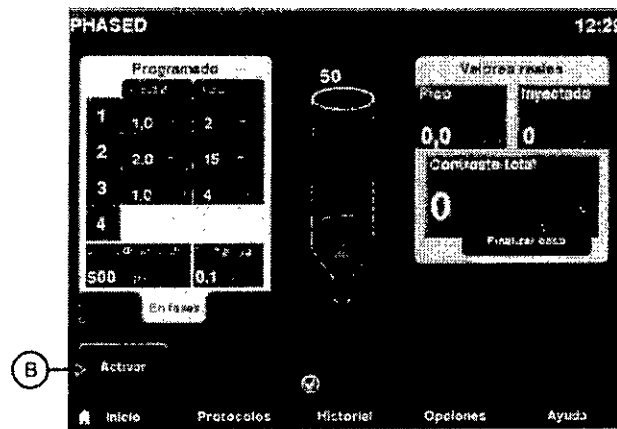 PHASED 12:29
Programado
50
Valores reales
Pico Inyectado
1 1,0 2
0,0 0
2 2,0 15
Contraste total
3 1,0 4
0
4
Finalizar caso
500 0,1
En fases
B Activar
Inicio Protocolos Historial Opciones Ayuda